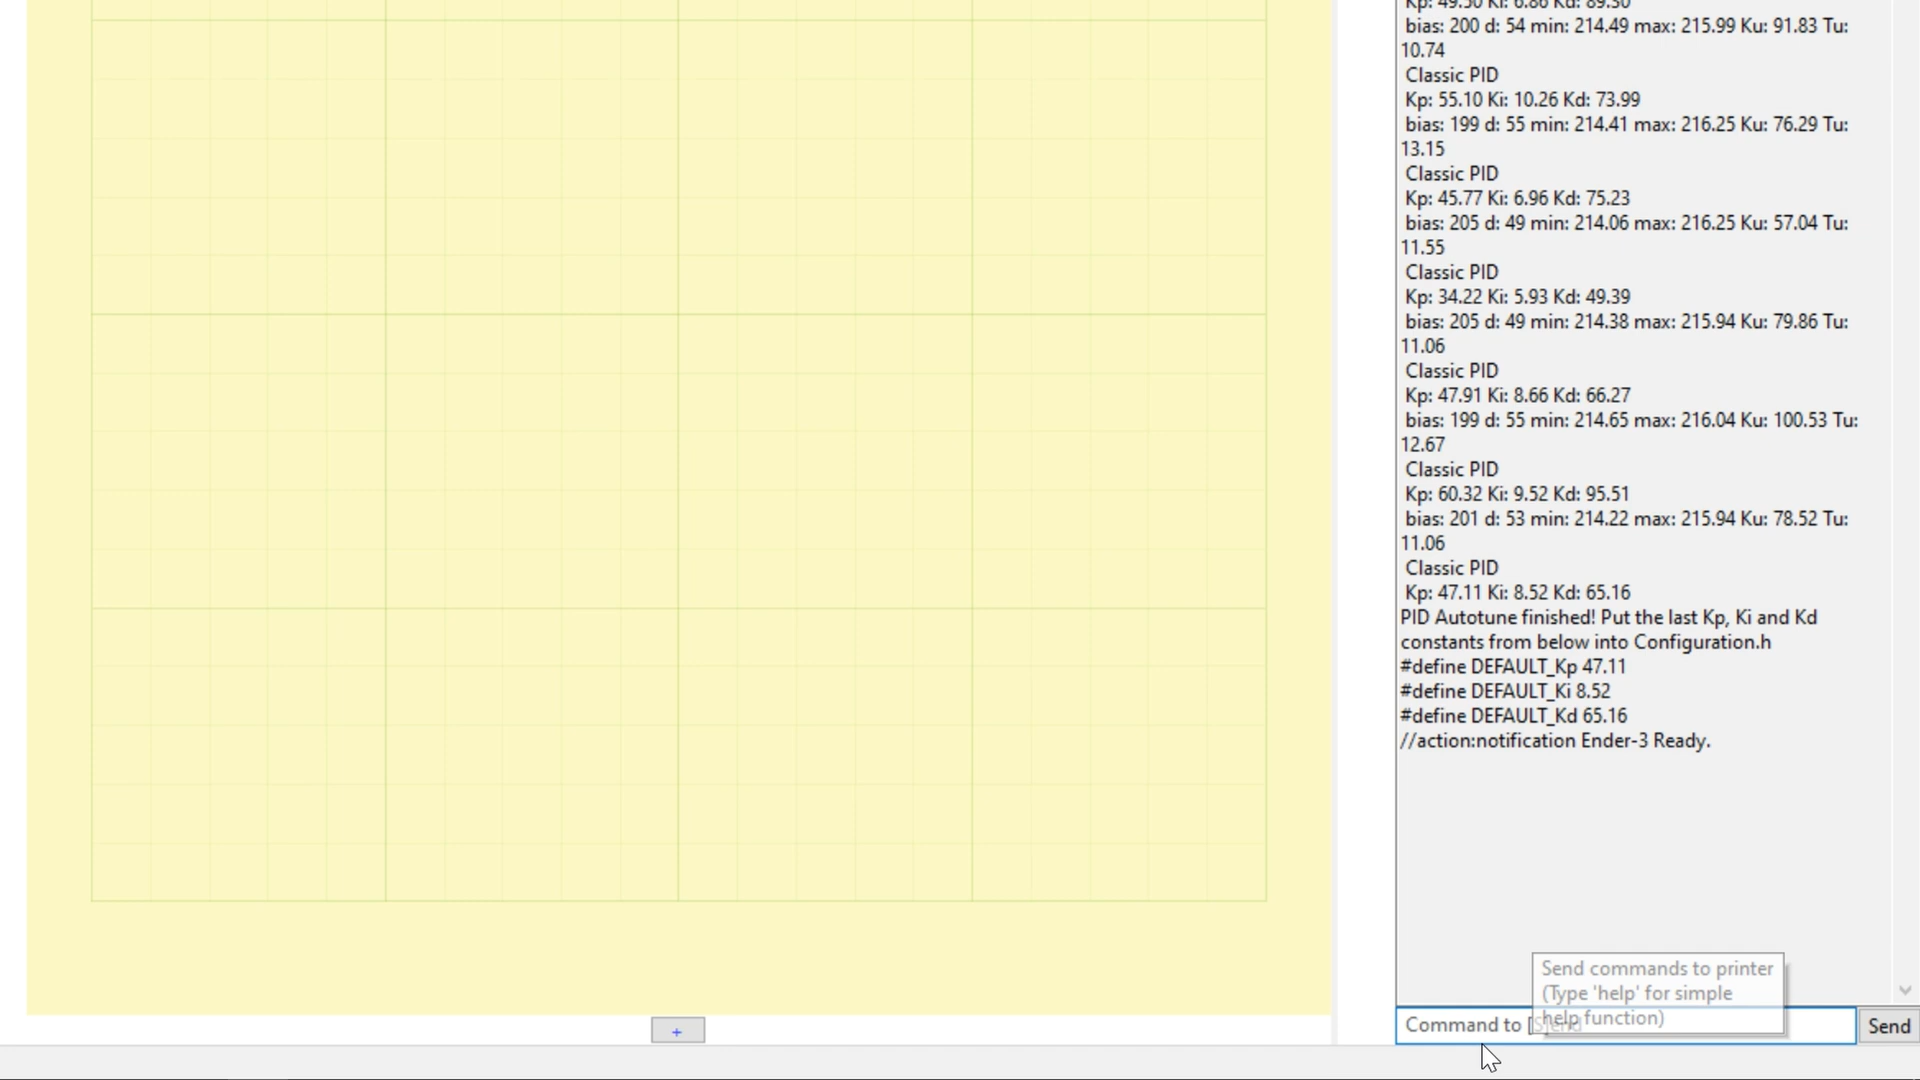 Kp: 49.50 Ki: 6.86 Kd: 89.30
bias: 200 d: 54 min: 214.49 max: 215.99 Ku: 91.83 Tu:
10.74
Classic PID
Kp: 55.10 Ki: 10.26 Kd: 73.99
bias: 199 d: 55 min: 214.41 max: 216.25 Ku: 76.29 Tu:
13.15
Classic PID
Kp: 45.77 Ki: 6.96 Kd: 75.23
bias: 205 d: 49 min: 214.06 max: 216.25 Ku: 57.04 Tu:
11.55
Classic PID
Kp: 34.22 Ki: 5.93 Kd: 49.39
bias: 205 d: 49 min: 214.38 max: 215.94 Ku: 79.86 Tu:
11.06
Classic PID
Kp: 47.91 Ki: 8.66 Kd: 66.27
bias: 199 d: 55 min: 214.65 max: 216.04 Ku: 100.53 Tu:
12.67
Classic PID
Kp: 60.32 Ki: 9.52 Kd: 95.51
bias: 201 d: 53 min: 214.22 max: 215.94 Ku: 78.52 Tu:
11.06
Classic PID
Kp: 47.11 Ki: 8.52 Kd: 65.16
PID Autotune finished! Put the last Kp, Ki and Kd
constants from below into Configuration.h
#define DEFAULT_Kp 47.11
#define DEFAULT_Ki 8.52
#define DEFAULT_Kd 65.16
//action:notification Ender-3 Ready.
Send commands to printer
(Type 'help' for simple
help function)
Command to
Send
+